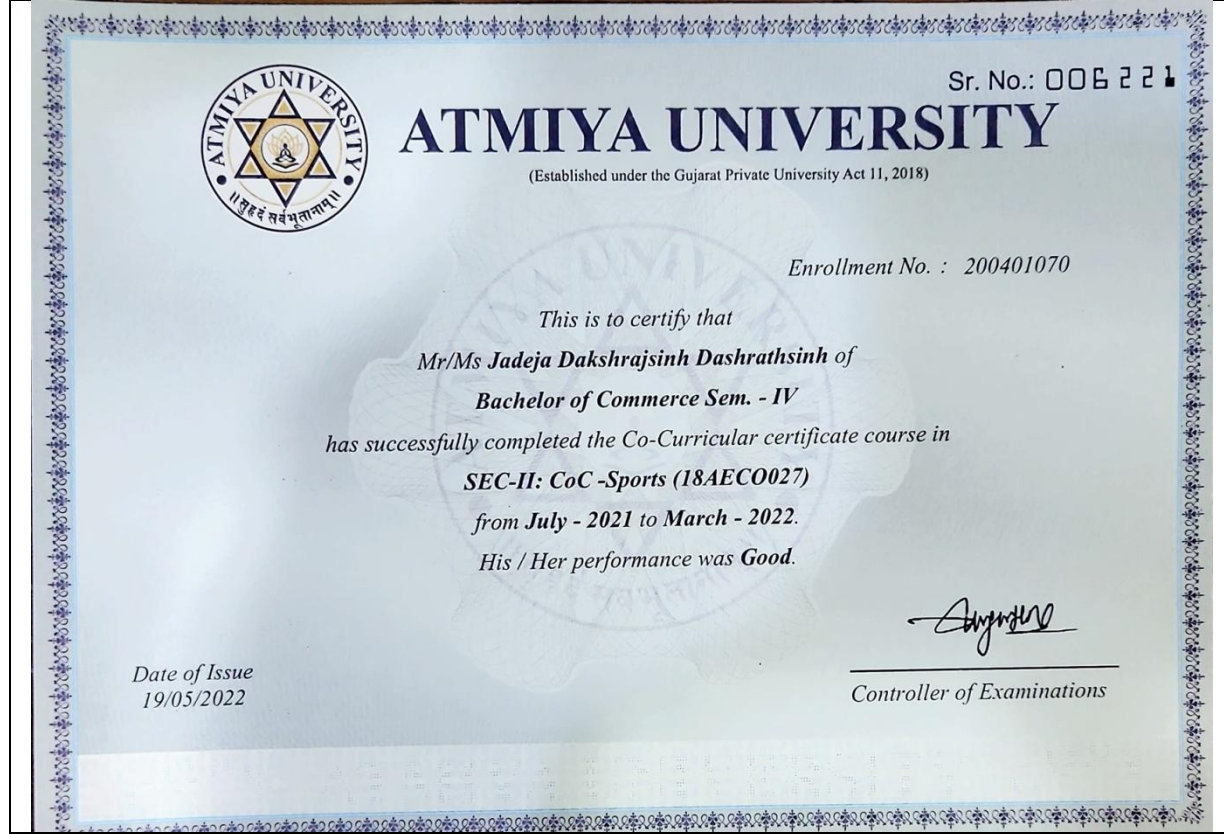 Sr. No.: 006221
ATMIYA UNIVERSITY
॥ सुहृदं सर्वभूतानाम् ॥
ATMIYA UNIVERSITY
(Established under the Gujarat Private University Act 11, 2018)
Enrollment No. : 200401070
This is to certify that
Mr/Ms Jadeja Dakshrajsinh Dashrathsinh of
Bachelor of Commerce Sem. - IV
has successfully completed the Co-Curricular certificate course in
SEC-II: CoC -Sports (18AECO027)
from July - 2021 to March - 2022.
His / Her performance was Good.
Date of Issue
19/05/2022
Controller of Examinations